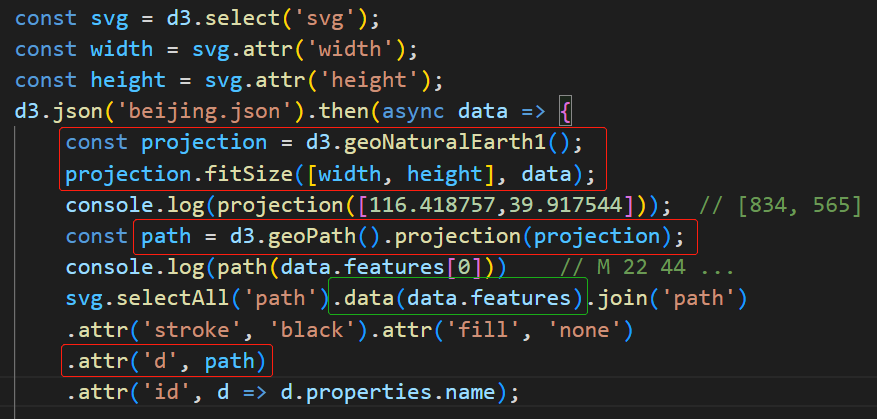 const svg = d3.select('svg');
const width = svg.attr('width');
const height = svg.attr('height');
d3.json('beijing.json').then(async data => {
const projection = d3.geoNaturalEarth1();
projection.fitSize([width, height], data);
console.log(projection([116.418757,39.917544])); // [834, 565]
const path = d3.geoPath().projection(projection);
console.log(path(data.features[0])) // M 22 44 ...
svg.selectAll('path').data(data.features).join('path')
.attr('stroke', 'black').attr('fill', 'none')
.attr('d', path)
.attr('id', d => d.properties.name);